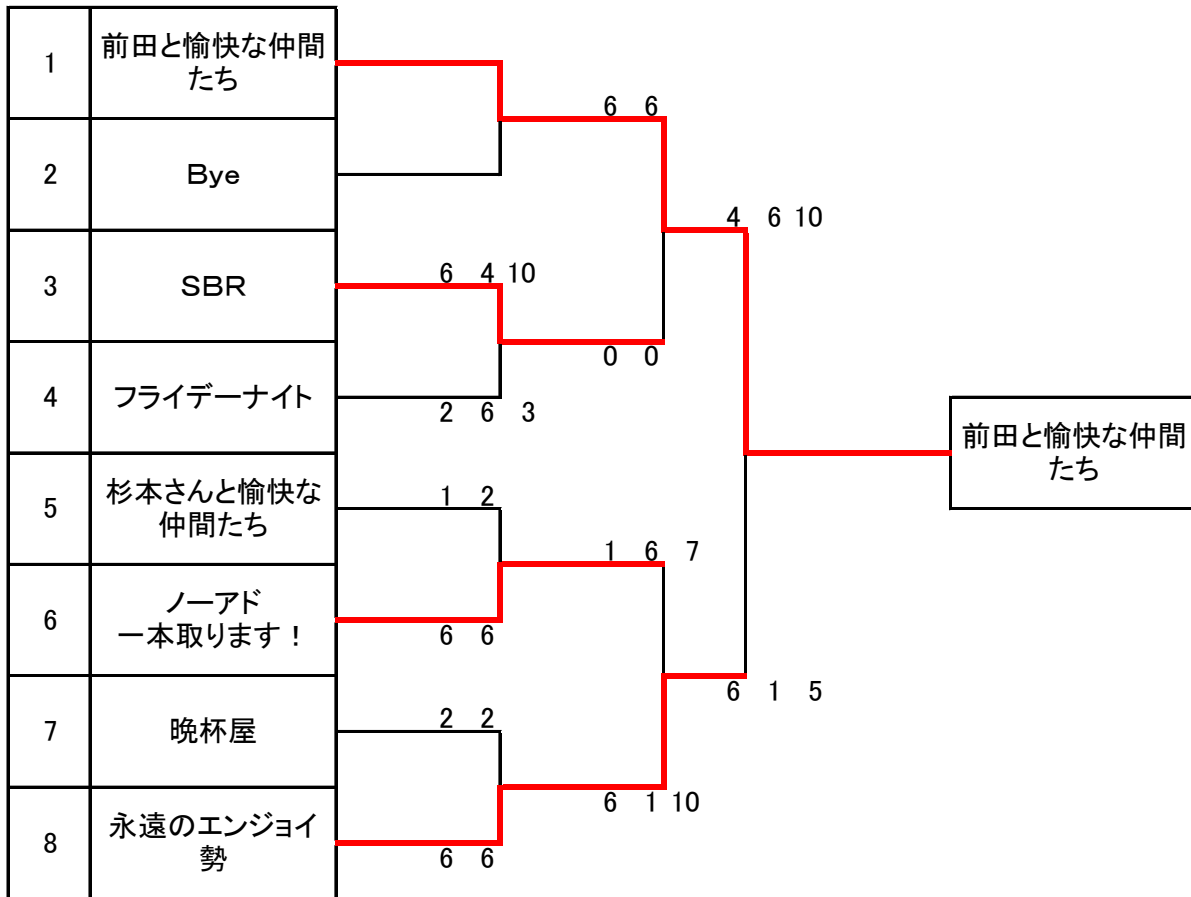 1
前田と愉快な仲間
たち
6 6
2
Bye
4 6 10
3
SBR
6 4 10
0 0
4
フライデーナイト
2 6 3
前田と愉快な仲間
たち
5
杉本さんと愉快な
仲間たち
1 2
1 6 7
6
ノーアド
一本取ります!
6 6
6 1 5
7
晩杯屋
2 2
6 1 10
8
永遠のエンジョイ
勢
6 6